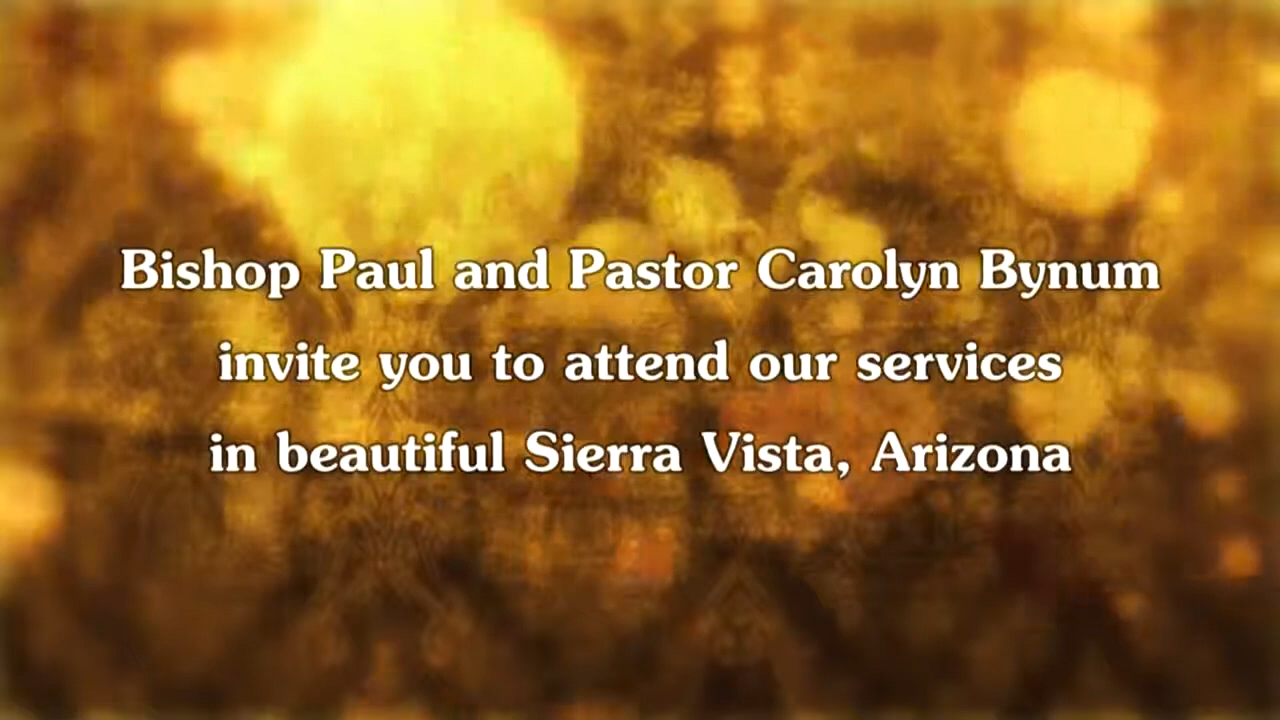 Bishop Paul and Pastor Carolyn Bynum
invite you to attend our services
in beautiful Sierra Vista, Arizona